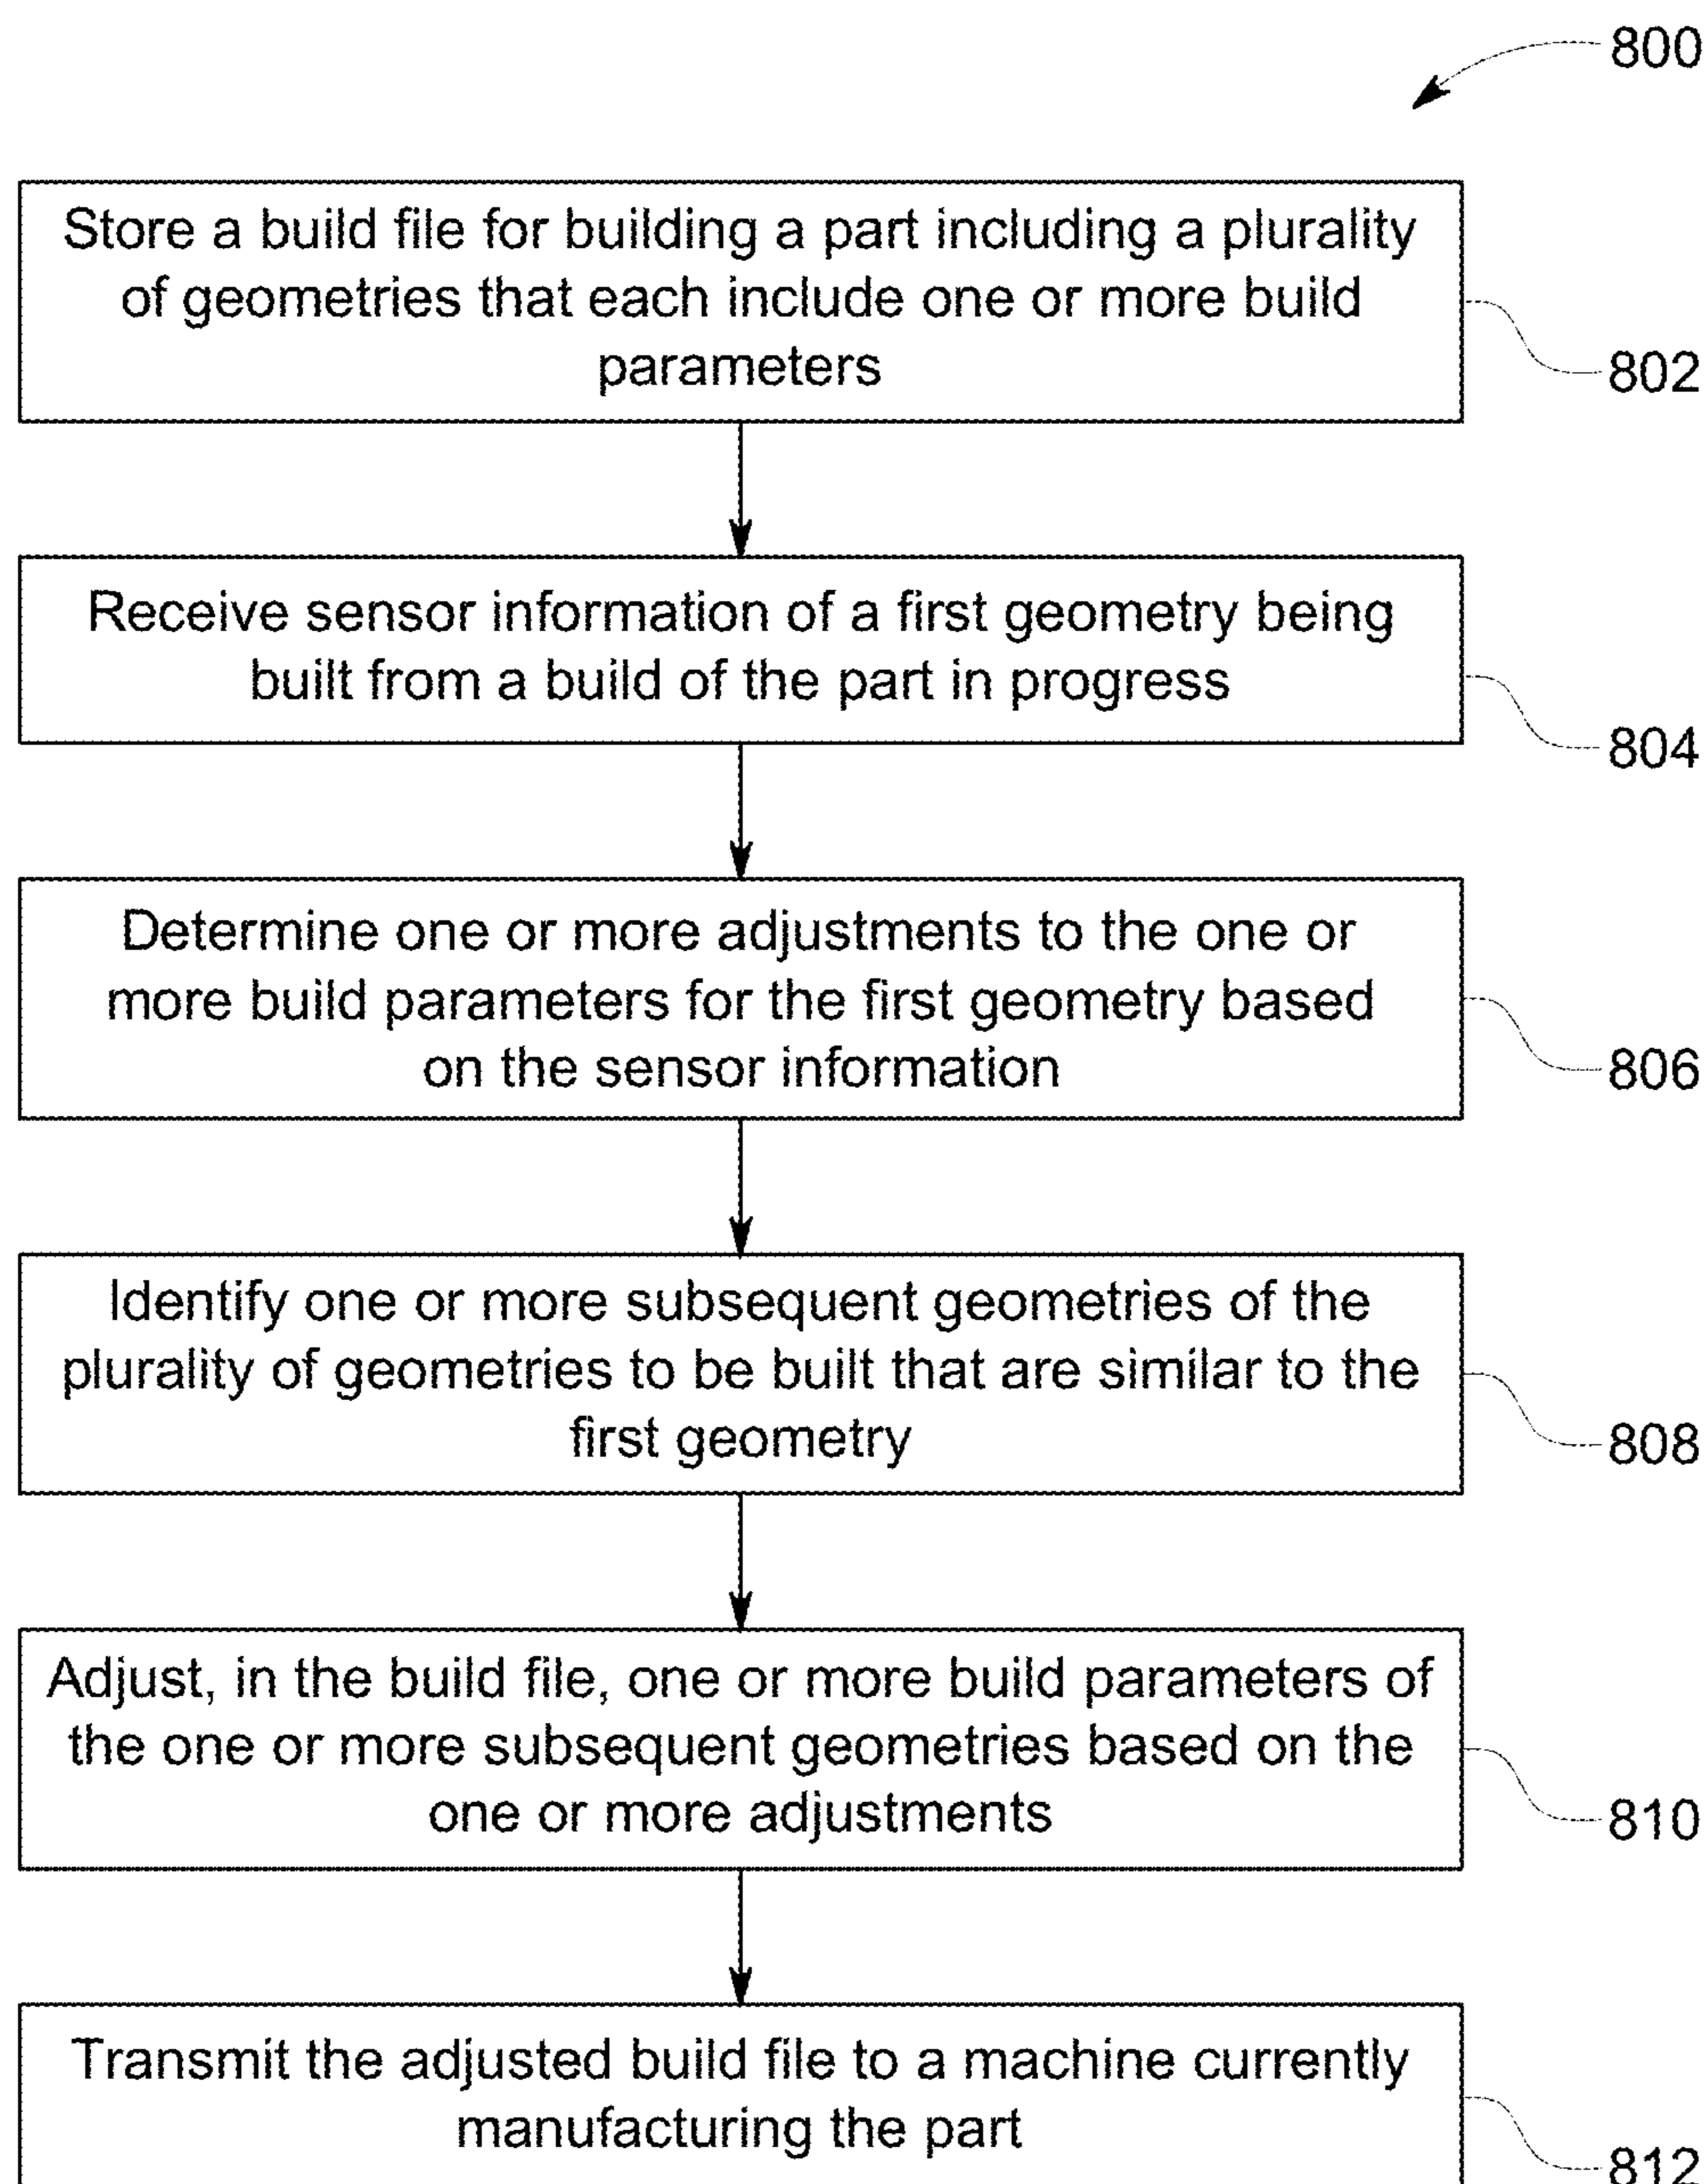 800
Store a build file for building a part including a plurality
of geometries that each include one or more build
parameters
802
Receive sensor information of a first geometry being
built from a build of the part in progress
804
Determine one or more adjustments to the one or
more build parameters for the first geometry based
on the sensor information
806
Identify one or more subsequent geometries of the
plurality of geometries to be built that are similar to the
first geometry
808
Adjust, in the build file, one or more build parameters of
the one or more subsequent geometries based on the
one or more adjustments
810
Transmit the adjusted build file to a machine currently
manufacturing the part
812